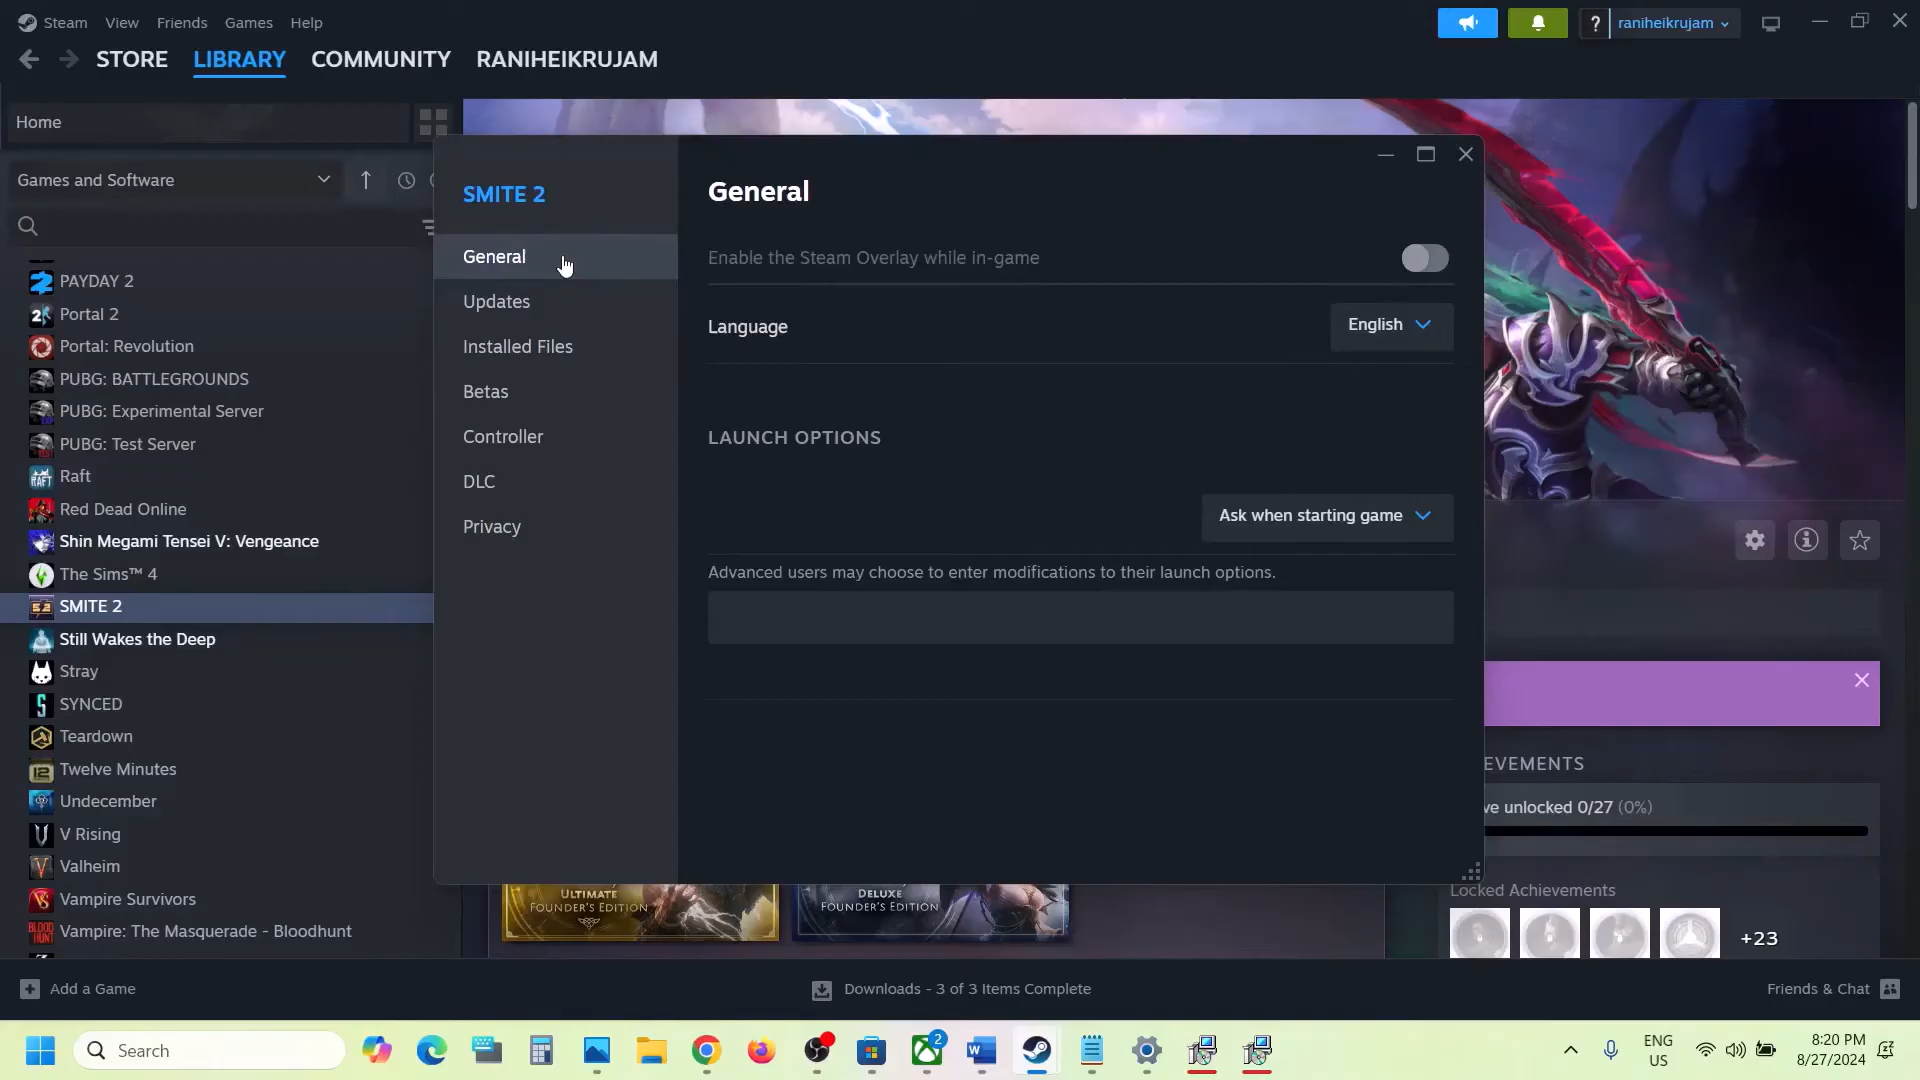 Steam View Friends Games Help
raniheikrujam
STORE LIBRARY COMMUNITY RANIHEIKRUJAM
Home
Games and Software
PAYDAY 2
Portal 2
Portal: Revolution
PUBG: BATTLEGROUNDS
PUBG: Experimental Server
PUBG: Test Server
Raft
Red Dead Online
Shin Megami Tensei V: Vengeance
The Sims™ 4
SMITE 2
Still Wakes the Deep
Stray
SYNCED
Teardown
Twelve Minutes
Undecember
V Rising
Valheim
Vampire Survivors
Vampire: The Masquerade - Bloodhunt
SMITE 2
General
Updates
Installed Files
Betas
Controller
DLC
Privacy
General
Enable the Steam Overlay while in-game
Language English
LAUNCH OPTIONS
Ask when starting game
Advanced users may choose to enter modifications to their launch options.
EVEMENTS
ve unlocked 0/27 (0%)
Locked Achievements
+23
ULTIMATE
FOUNDER'S EDITION
DELUXE
FOUNDER'S EDITION
Add a Game
Downloads - 3 of 3 Items Complete
Friends & Chat
Search
2
ENG
US
8:20 PM
8/27/2024